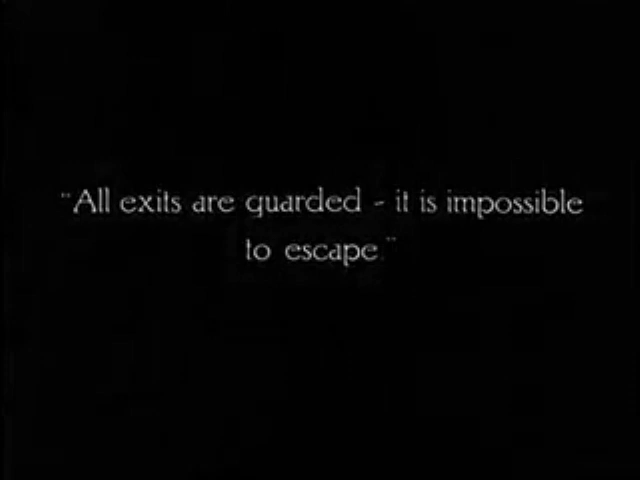 "All exits are guarded - it is impossible
to escape."